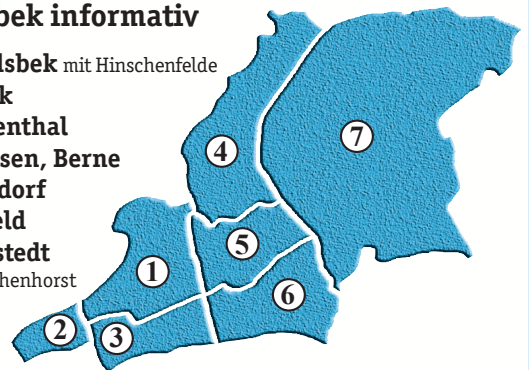 bek informativ
lsbek mit Hinschenfelde
k
enthal
sen, Berne
dorf
eld
stedt
henhorst
4
7
5
1
6
2
3